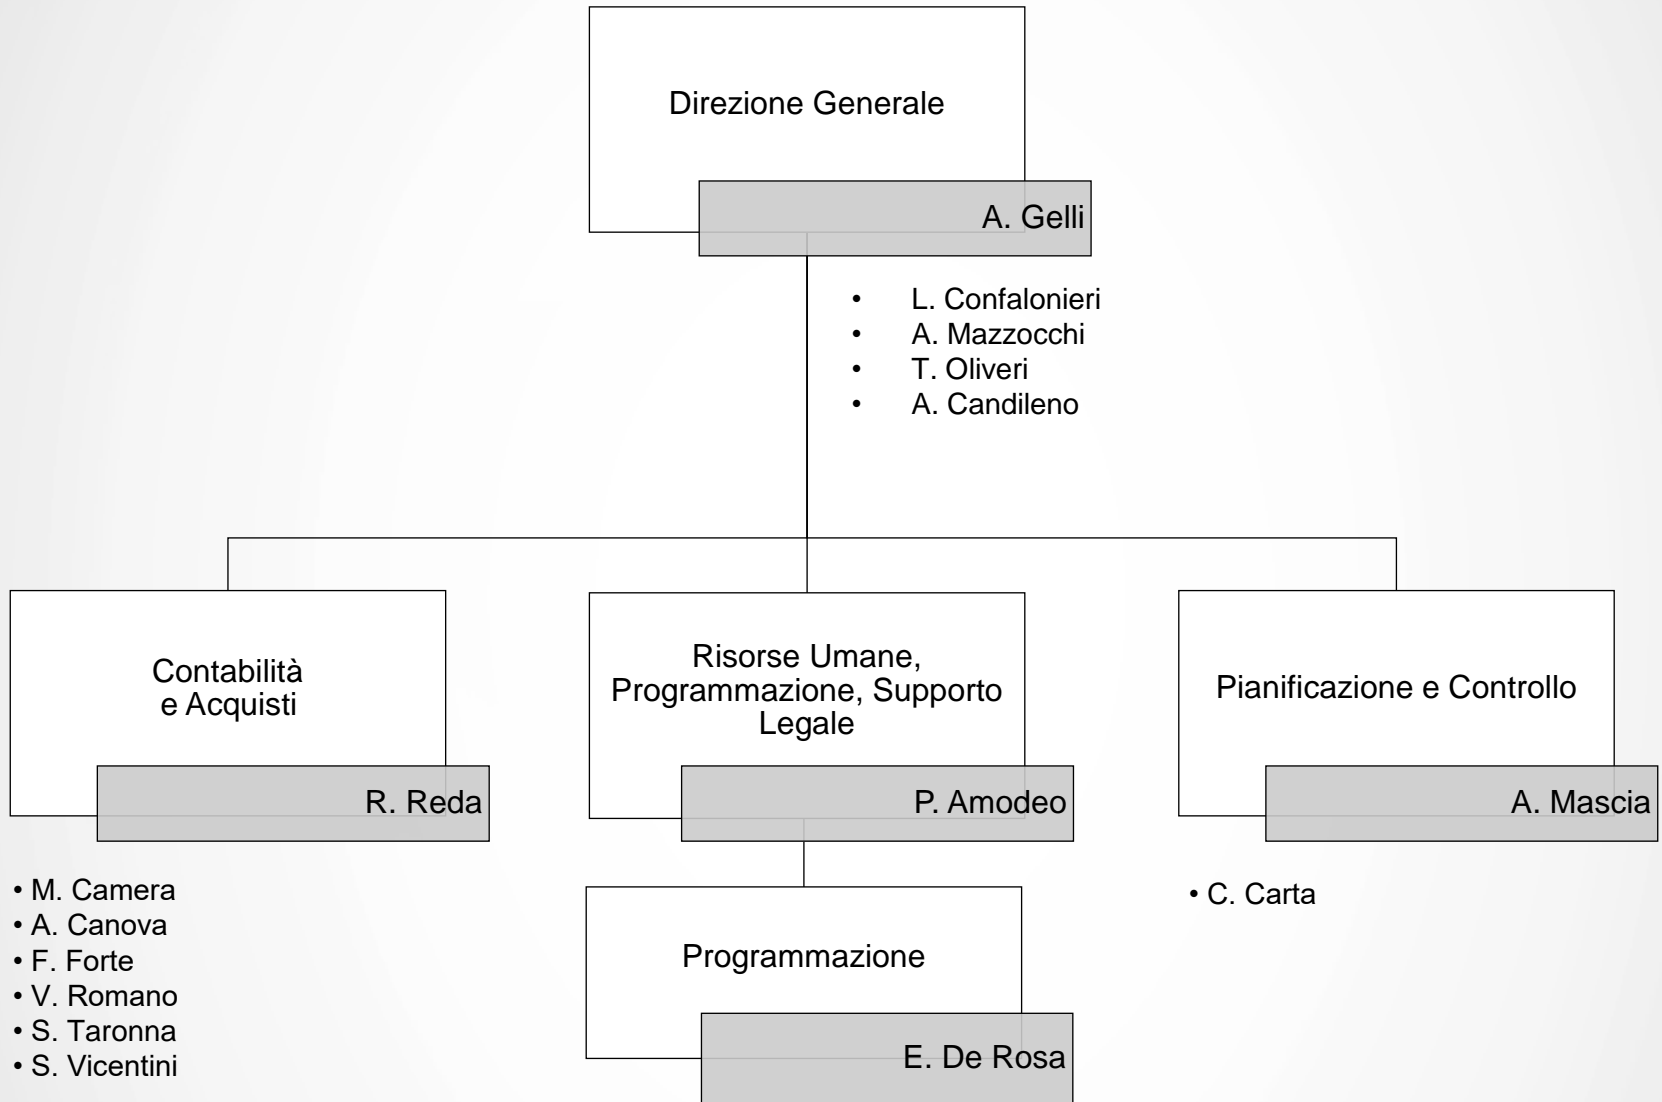 Direzione Generale
A. Gelli
• L. Confalonieri
• A. Mazzocchi
• T. Oliveri
• A. Candileno
Contabilità
e Acquisti
R. Reda
• M. Camera
• A. Canova
• F. Forte
• V. Romano
• S. Taronna
• S. Vicentini
Risorse Umane,
Programmazione, Supporto
Legale
P. Amodeo
Programmazione
E. De Rosa
Pianificazione e Controllo
A. Mascia
• C. Carta